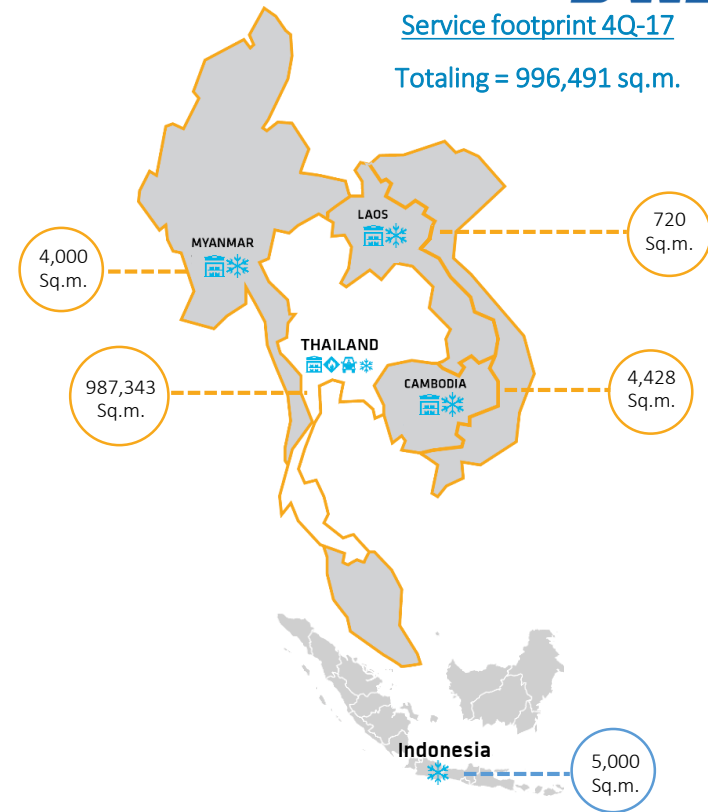 Service footprint 4Q-17
Totaling = 996,491 sq.m.
LAOS
720
Sq.m.
MYANMAR
4,000
Sq.m.
THAILAND
987,343
Sq.m.
CAMBODIA
4,428
Sq.m.
Indonesia
5,000
Sq.m.